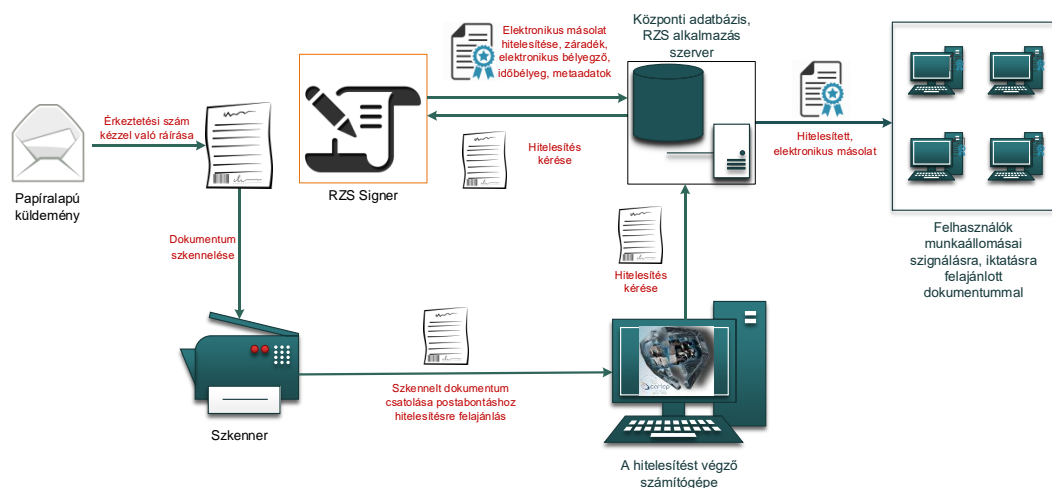 Központi adatbázis,
RZS alkalmazás
szerver
Elektronikus másolat
hitelesítése, záradék,
elektronikus bélyegző,
időbélyeg, metaadatok
Érkeztetési szám
kézzel való ráírása
Hitelesítés
kérése
Hitelesített,
elektronikus másolat
Papíralapú
küldemény
RZS Signer
Dokumentum
szkennelése
Hitelesítés
kérése
Felhasználók
munkaállomásai
szignálásra, iktatásra
felajánlott
dokumentummal
Szkennelt dokumentum
csatolása postabontáshoz
hitelesítésre felajánlás
Szkenner
A hitelesítést végző
számítógépe